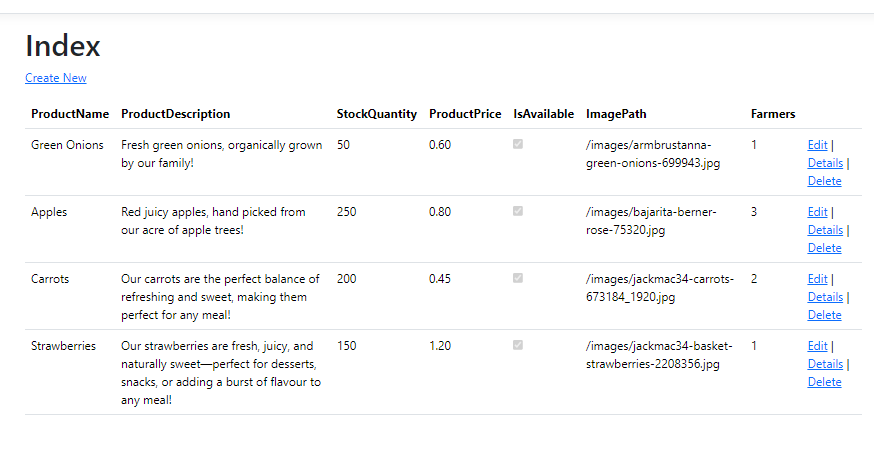 Index
Create New
ProductName ProductDescription StockQuantity ProductPrice IsAvailable ImagePath Farmers
Green Onions Fresh green onions, organically grown 50 0.60 /images/armbrustanna- 1 Edit |
by our family! green-onions-699943.jpg Details |
Delete
Apples Red juicy apples, hand picked from 250 0.80 /images/bajarita-berner- 3 Edit |
our acre of apple trees! rose-75320.jpg Details |
Delete
Carrots Our carrots are the perfect balance of 200 0.45 /images/jackmac34-carrots- 2 Edit |
refreshing and sweet, making them 673184_1920.jpg Details |
perfect for any meal! Delete
Strawberries Our strawberries are fresh, juicy, and 150 1.20 /images/jackmac34-basket- 1 Edit |
naturally sweet—perfect for desserts, strawberries-2208356.jpg Details |
snacks, or adding a burst of flavour to Delete
any meal!